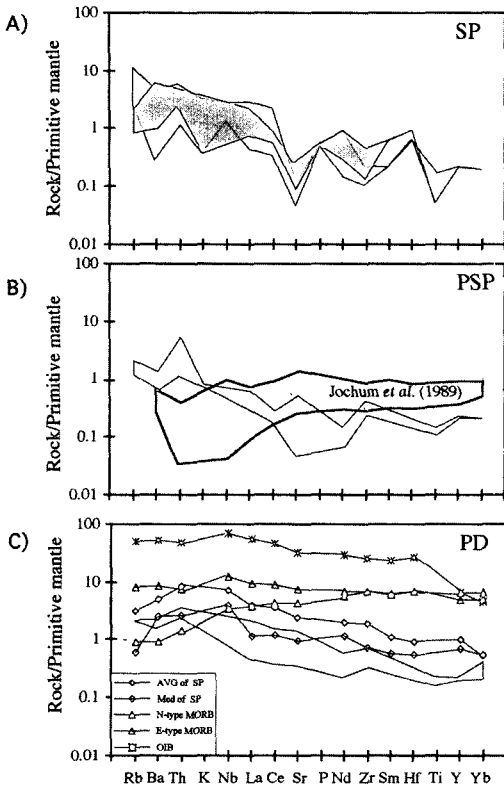 A)
SP
Rock/Primitive mantle
100
10
1
0.1
0.01
B)
PSP
Rock/Primitive mantle
100
10
1
0.1
0.01
Jochum et al. (1989)
C)
PD
Rock/Primitive mantle
100
10
1
0.1
0.01
AVG of SP
Med of SP
N-type MORB
E-type MORB
OIB
Rb Ba Th K Nb La Ce Sr P Nd Zr Sm Hf Ti Y Yb